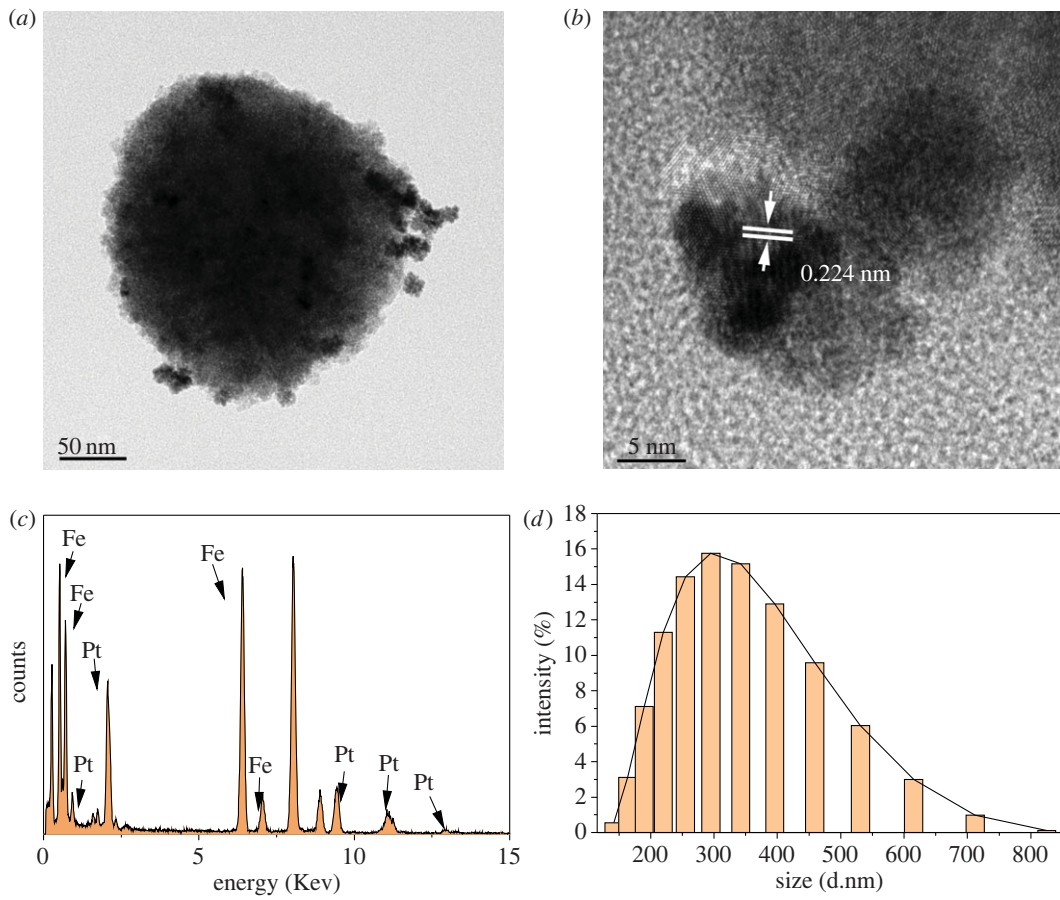 (a)
50 nm
(b)
0.224 nm
5 nm
(c)
Fe
Fe
Pt
Pt
Fe
Fe
Pt
Pt
Pt
counts
0
5
10
15
energy (Kev)
(d)
18
16
14
12
10
8
6
4
2
0
intensity (%)
200
300
400
500
600
700
800
size (d.nm)